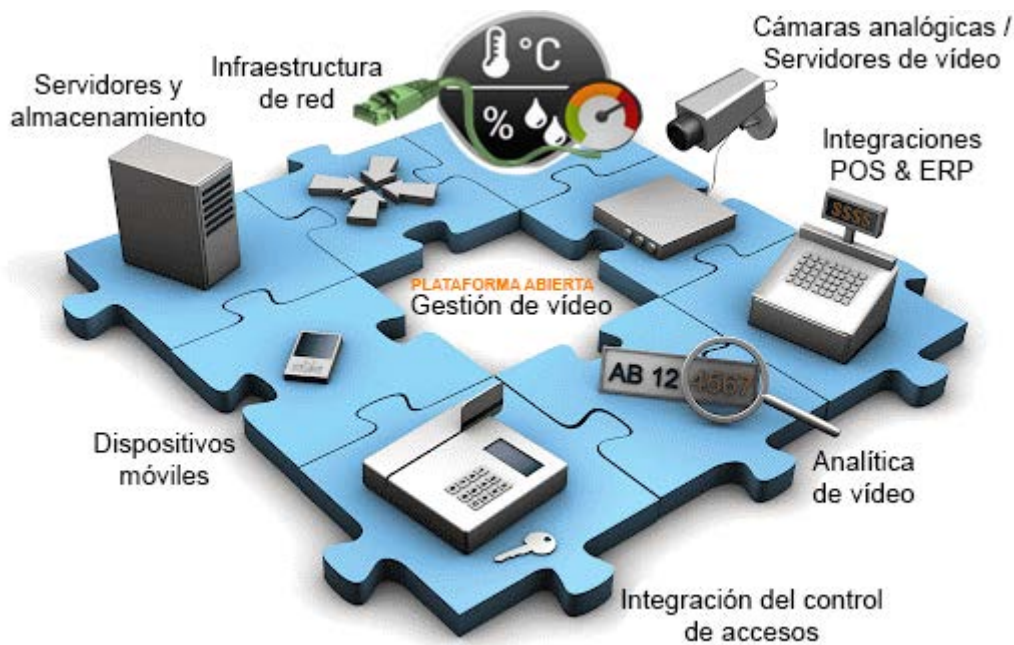 °C
%
Cámaras analógicas /
Servidores de vídeo
Infraestructura
de red
Servidores y
almacenamiento
Integraciones
POS & ERP
SSSS
PLATAFORMA ABIERTA
Gestión de vídeo
AB 12 4567
Dispositivos
móviles
Analítica
de vídeo
Integración del control
de accesos